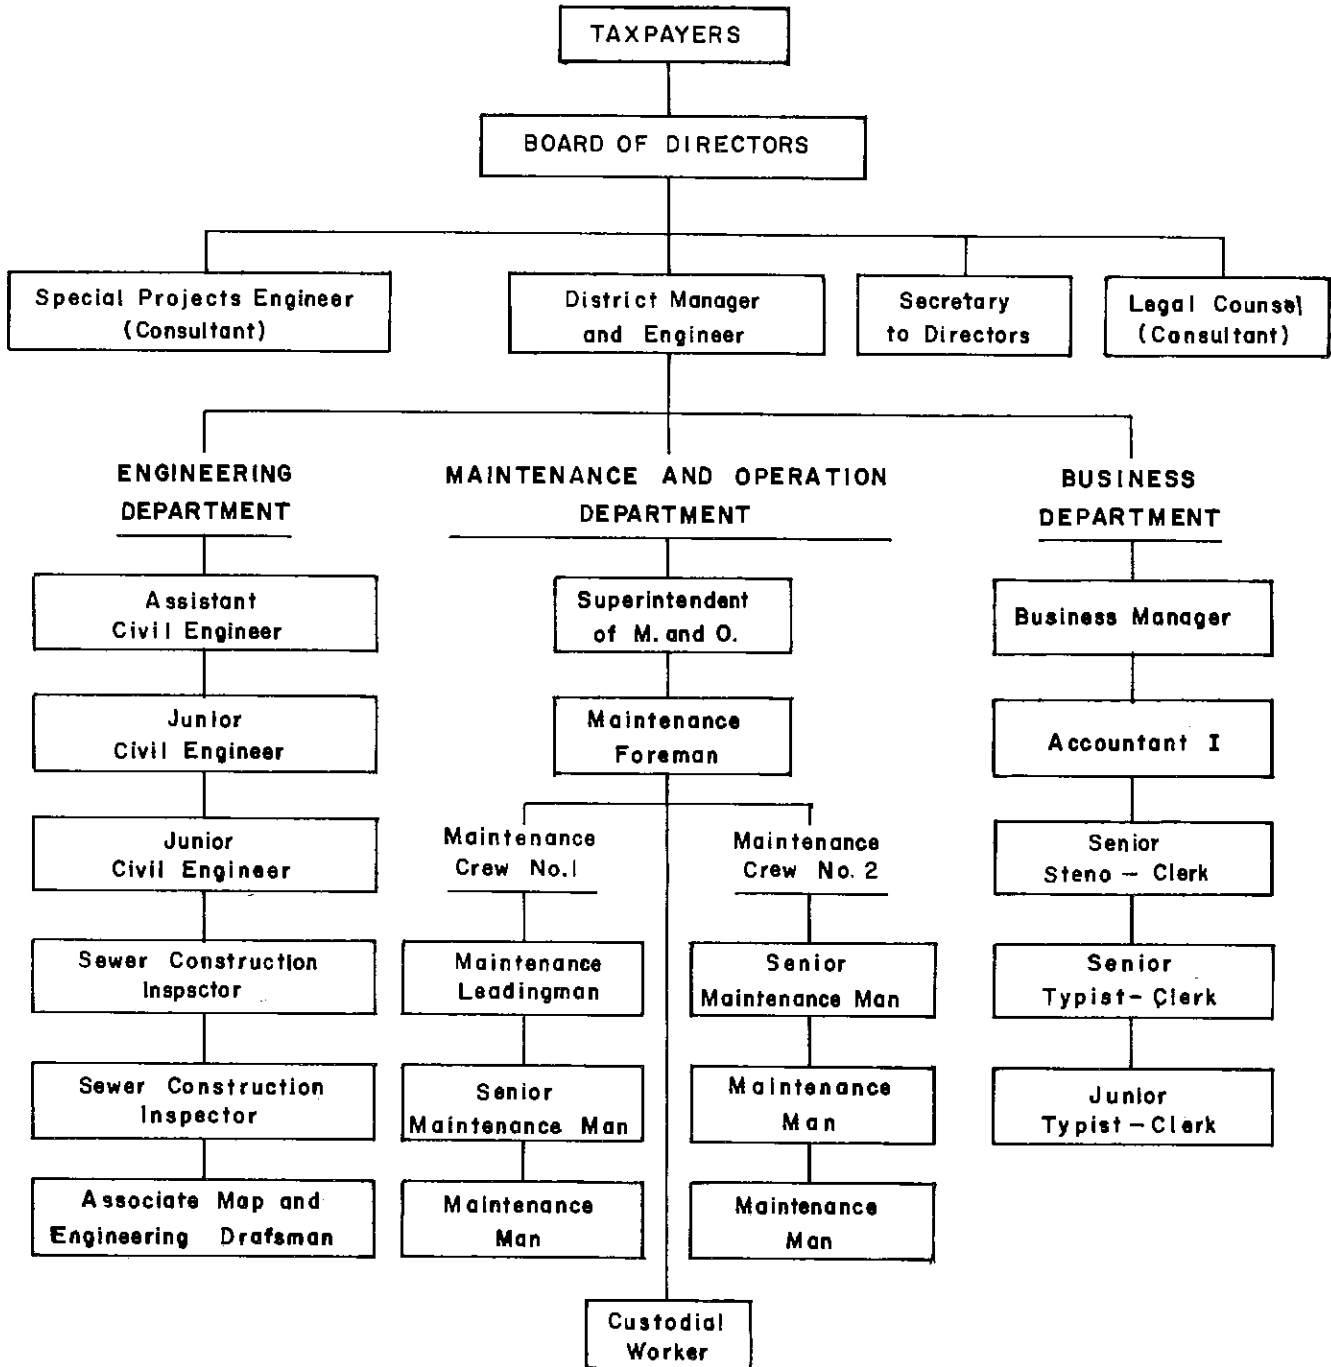 TAXPAYERS
BOARD OF DIRECTORS
Special Projects Engineer
(Consultant)
District Manager
and Engineer
Secretary
to Directors
Legal Counsel
(Consultant)
ENGINEERING
DEPARTMENT
Assistant
Civil Engineer
Junior
Civil Engineer
Junior
Civil Engineer
Sewer Construction
Inspector
Sewer Construction
Inspector
Associate Map and
Engineering Drafsman
MAINTENANCE AND OPERATION
DEPARTMENT
Superintendent
of M. and O.
Maintenance
Foreman
Maintenance
Crew No. 1
Maintenance
Leadingman
Senior
Maintenance Man
Maintenance
Man
Maintenance
Crew No. 2
Senior
Maintenance Man
Maintenance
Man
Maintenance
Man
Custodial
Worker
BUSINESS
DEPARTMENT
Business Manager
Accountant I
Senior
Steno - Clerk
Senior
Typist - Clerk
Junior
Typist - Clerk